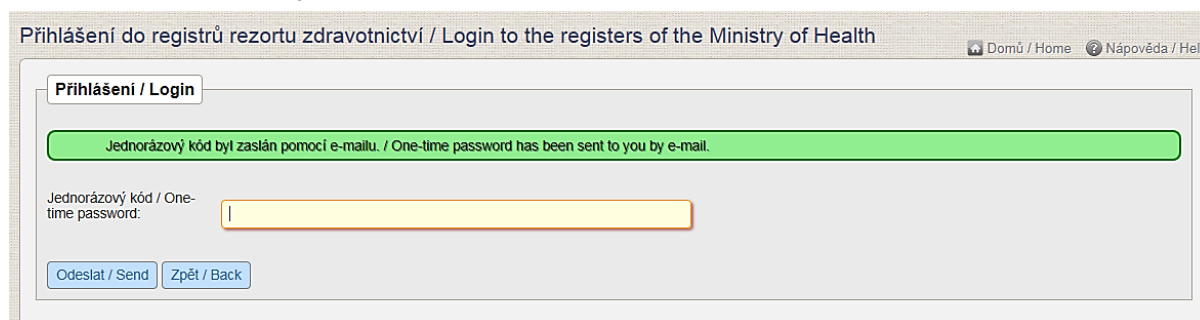 Přihlášení do registrů rezortu zdravotnictví / Login to the registers of the Ministry of Health
Domů / Home Nápověda / Hel
Přihlášení / Login
Jednorázový kód byl zaslán pomocí e-mailu. / One-time password has been sent to you by e-mail.
Jednorázový kód / One-
time password:
Odeslat / Send Zpět / Back